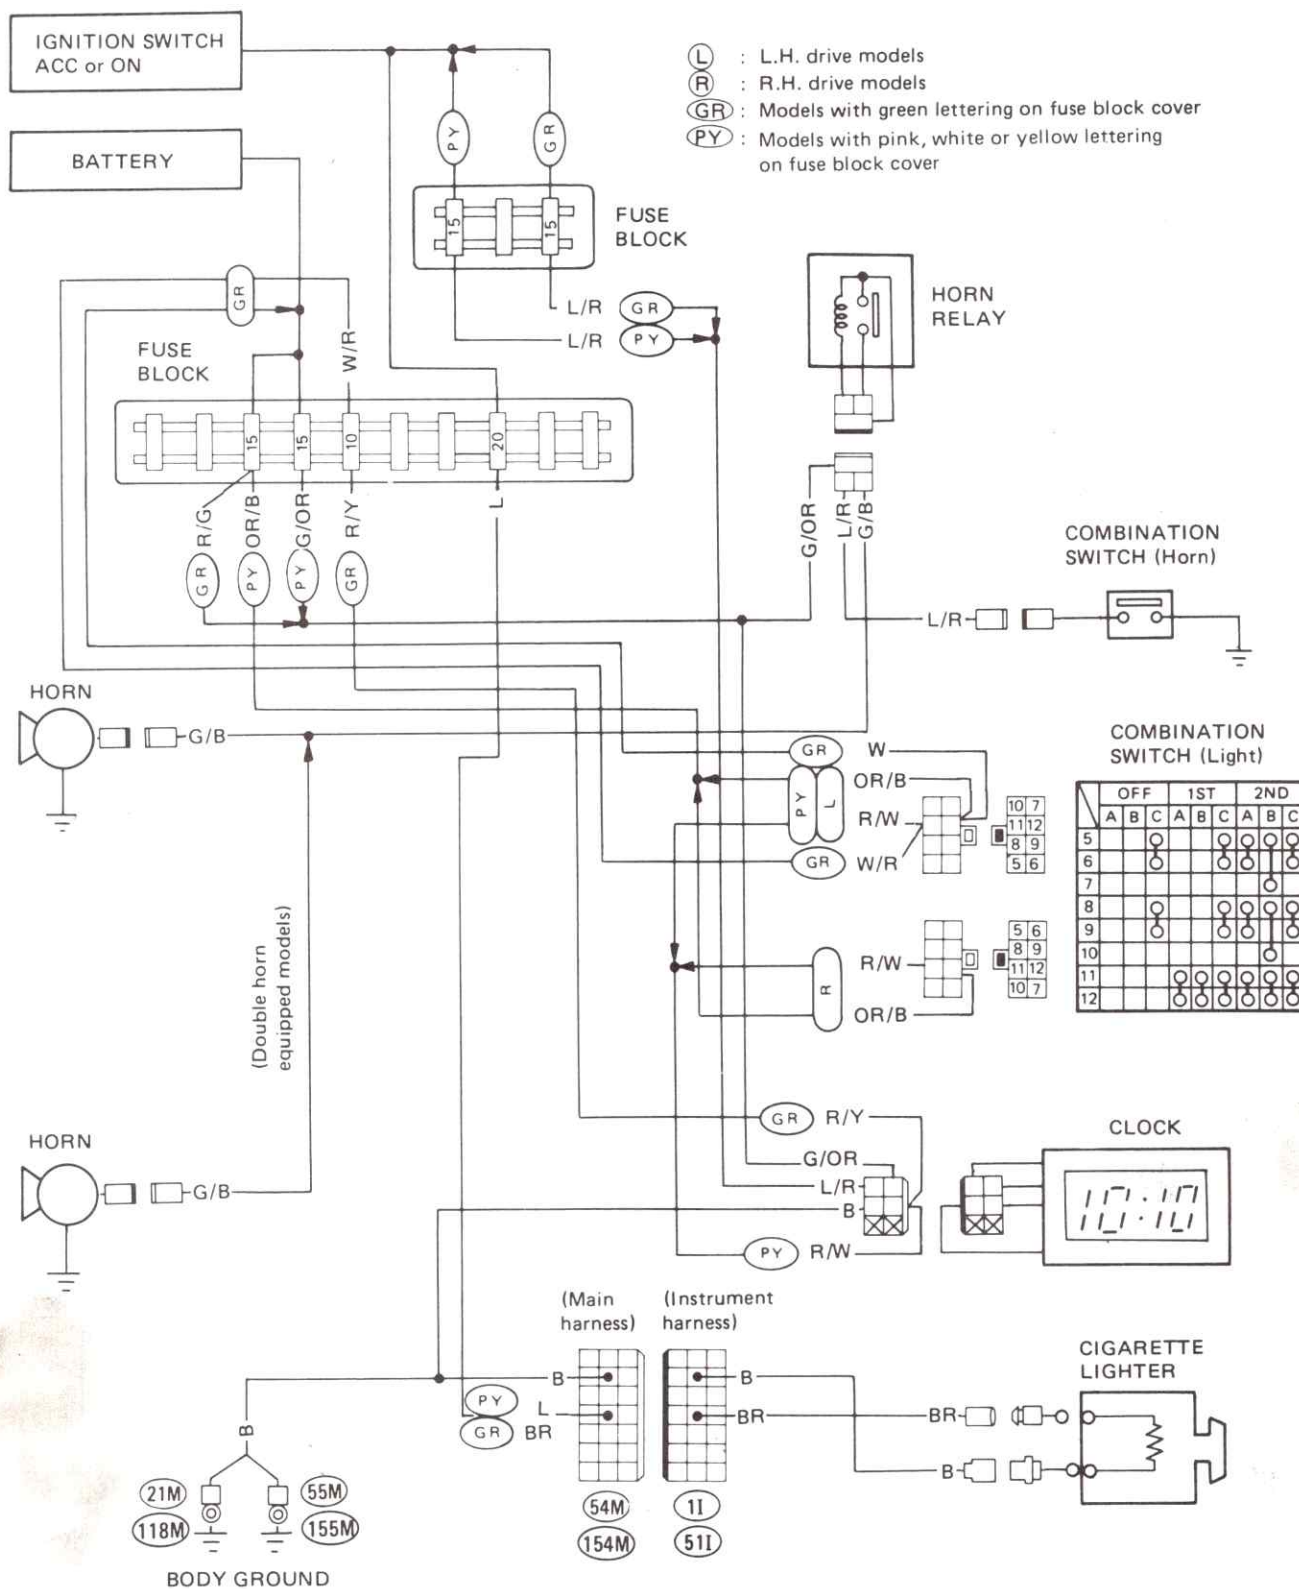 IGNITION SWITCH
ACC or ON
BATTERY
L : L.H. drive models
R : R.H. drive models
GR : Models with green lettering on fuse block cover
PY : Models with pink, white or yellow lettering
on fuse block cover
PY
GR
15
15
FUSE
BLOCK
L/R GR
L/R PY
HORN
RELAY
GR
W/R
FUSE
BLOCK
15
15
10
20
R/G
OR/B
G/OR
R/Y
L
GR
PY
PY
GR
G/OR
L/R
G/B
COMBINATION
SWITCH (Horn)
L/R
HORN
G/B
COMBINATION
SWITCH (Light)
OFF 1ST 2ND
A B C A B C A B C
5
6
7
8
9
10
11
12
GR W
PY L OR/B
R/W
GR W/R
10 7
11 12
8 9
5 6
R R/W
OR/B
5 6
8 9
11 12
10 7
(Double horn
equipped models)
HORN
G/B
GR R/Y
G/OR
L/R
B
PY R/W
CLOCK
10:10
(Main
harness)
(Instrument
harness)
B
PY L
GR BR
B
BR
54M
154M
1I
51I
CIGARETTE
LIGHTER
BR
B
B
21M
118M
55M
155M
BODY GROUND